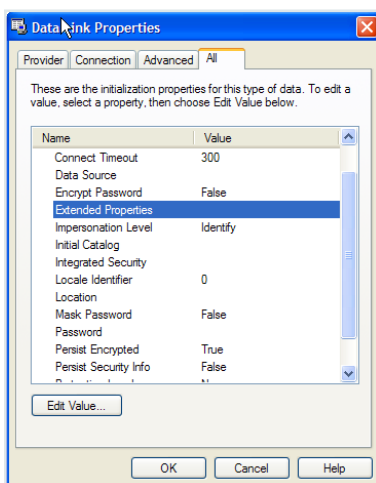 Data Link Properties
Provider Connection Advanced All
These are the initialization properties for this type of data. To edit a
value, select a property, then choose Edit Value below.
Name Value
Connect Timeout 300
Data Source
Encrypt Password False
Extended Properties
Impersonation Level Identify
Initial Catalog
Integrated Security
Locale Identifier 0
Location
Mask Password False
Password
Persist Encrypted True
Persist Security Info False
Edit Value...
OK Cancel Help